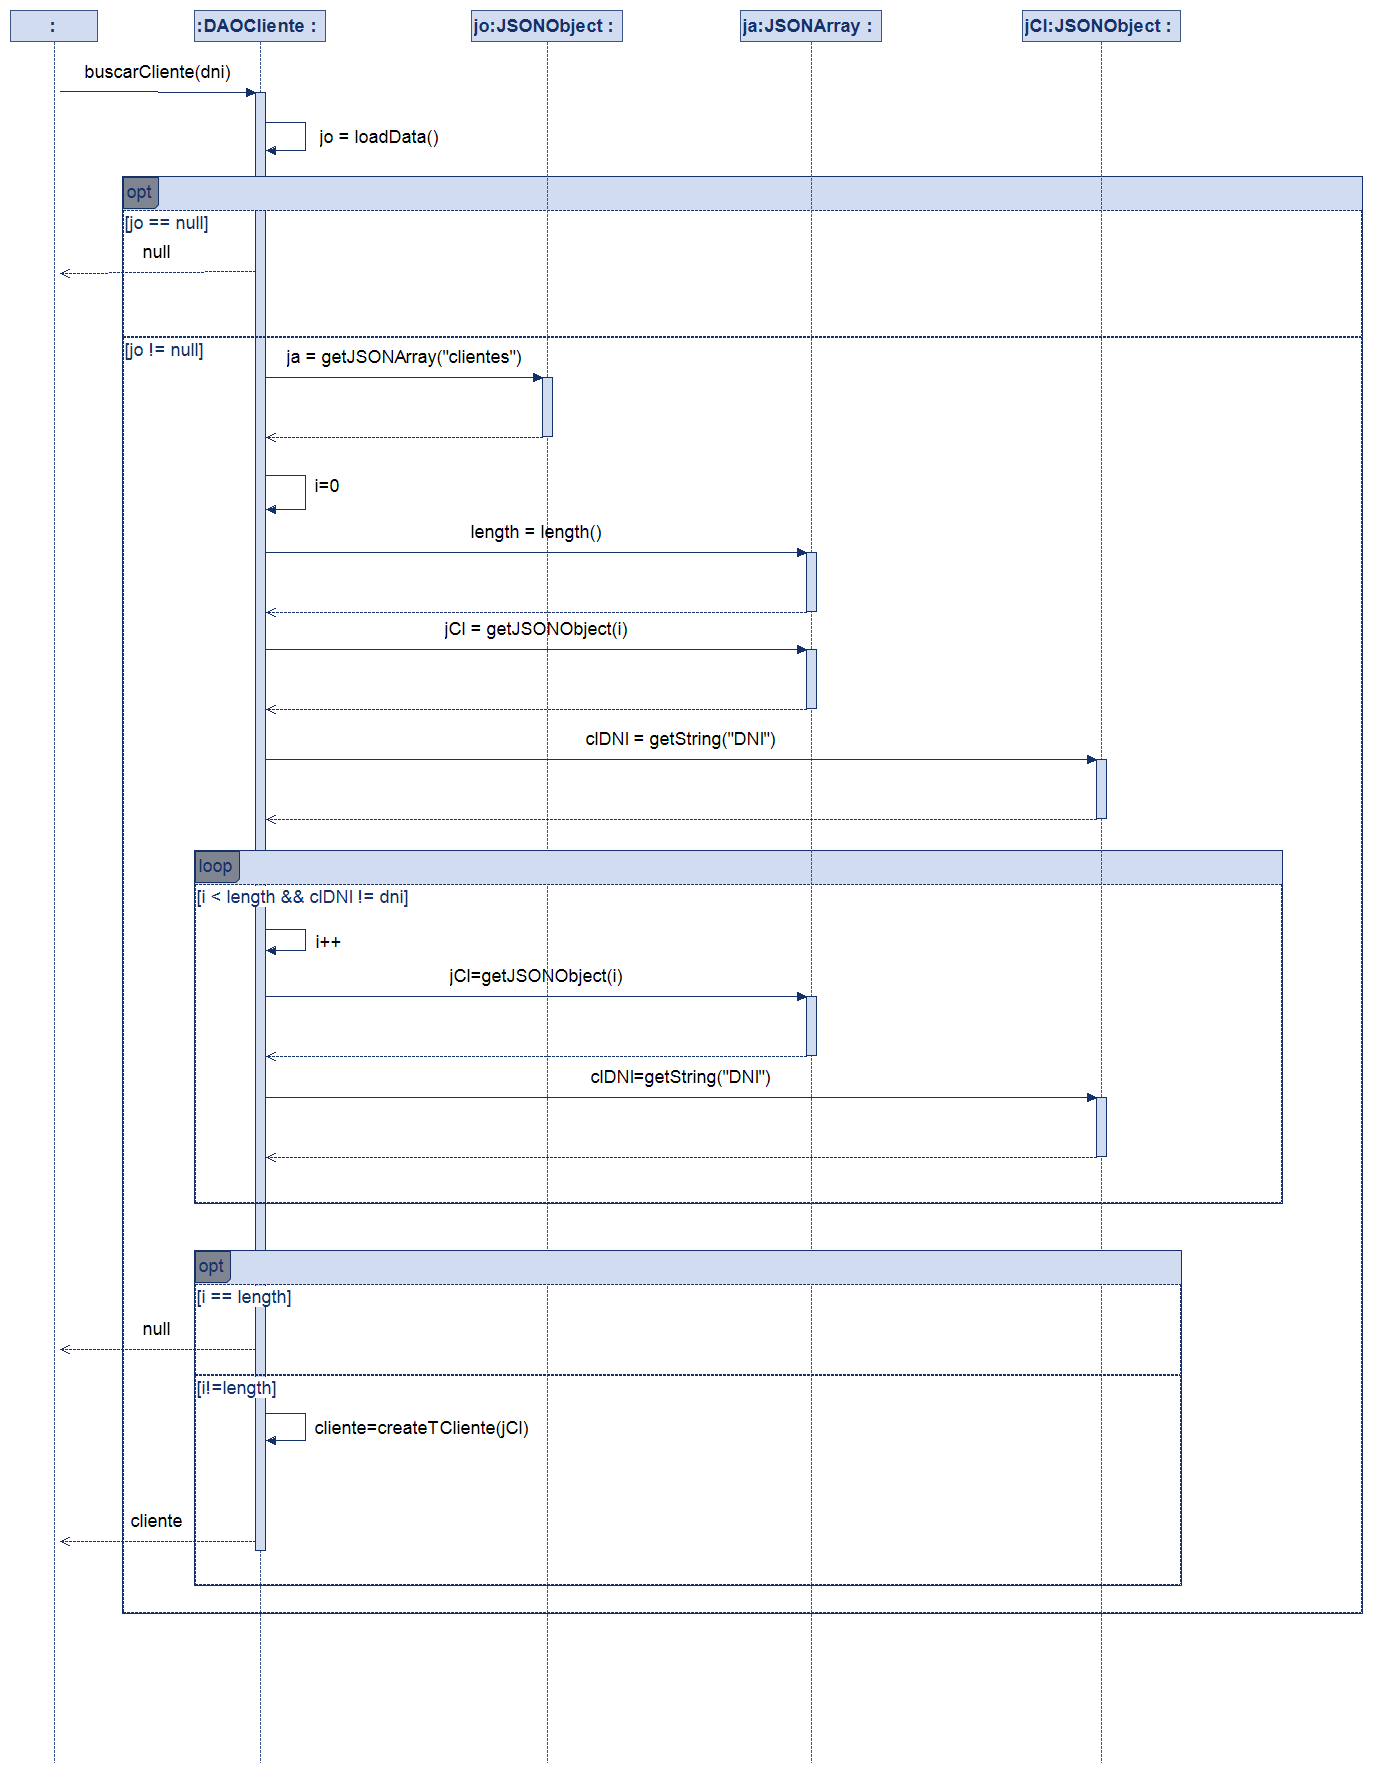 :
:DAOCliente :
jo:JSONObject :
ja:JSONArray :
jCl:JSONObject :
buscarCliente(dni)
jo = loadData()
opt
[jo == null]
null
[jo != null]
ja = getJSONArray("clientes")
i=0
length = length()
jCl = getJSONObject(i)
clDNI = getString("DNI")
loop
[i < length && clDNI != dni]
i++
jCl=getJSONObject(i)
clDNI=getString("DNI")
opt
[i == length]
null
[i!=length]
cliente=createTCliente(jCl)
cliente